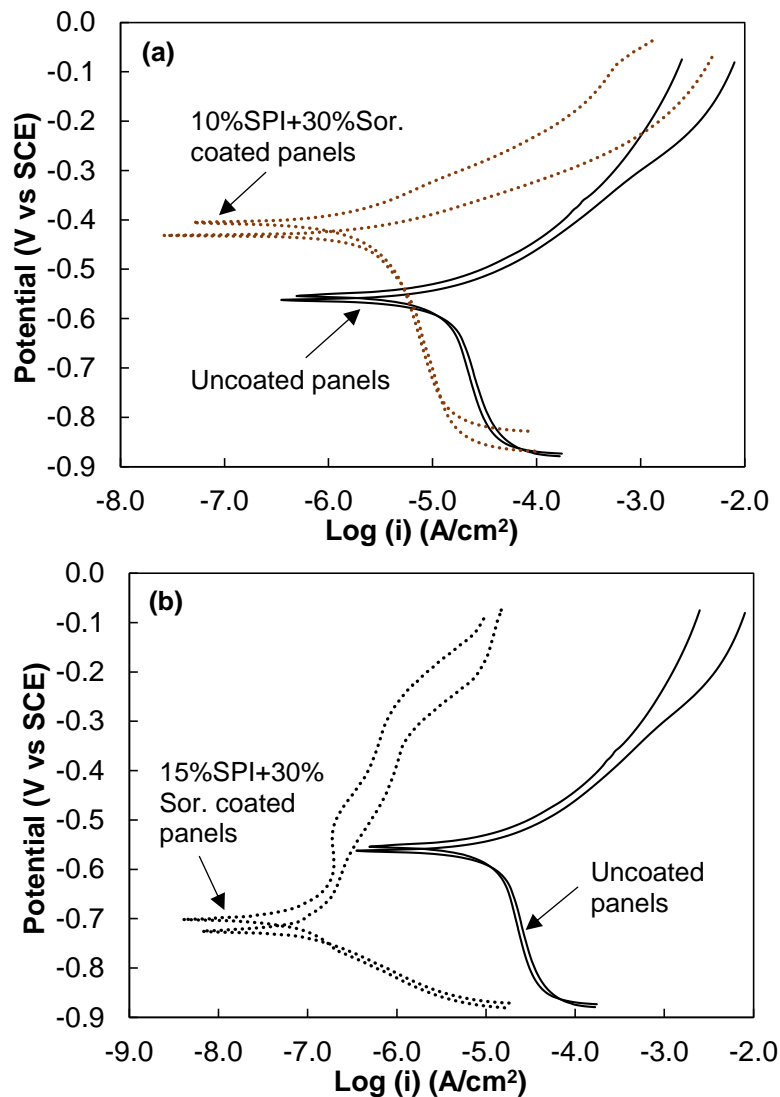 (a)
0.0
-0.1
-0.2
-0.3
-0.4
-0.5
-0.6
-0.7
-0.8
-0.9
Potential (V vs SCE)
10%SPI+30%Sor.
coated panels
Uncoated panels
-8.0 -7.0 -6.0 -5.0 -4.0 -3.0 -2.0
Log (i) (A/cm²)
(b)
0.0
-0.1
-0.2
-0.3
-0.4
-0.5
-0.6
-0.7
-0.8
-0.9
Potential (V vs SCE)
15%SPI+30%
Sor. coated
panels
Uncoated
panels
-9.0 -8.0 -7.0 -6.0 -5.0 -4.0 -3.0 -2.0
Log (i) (A/cm²)